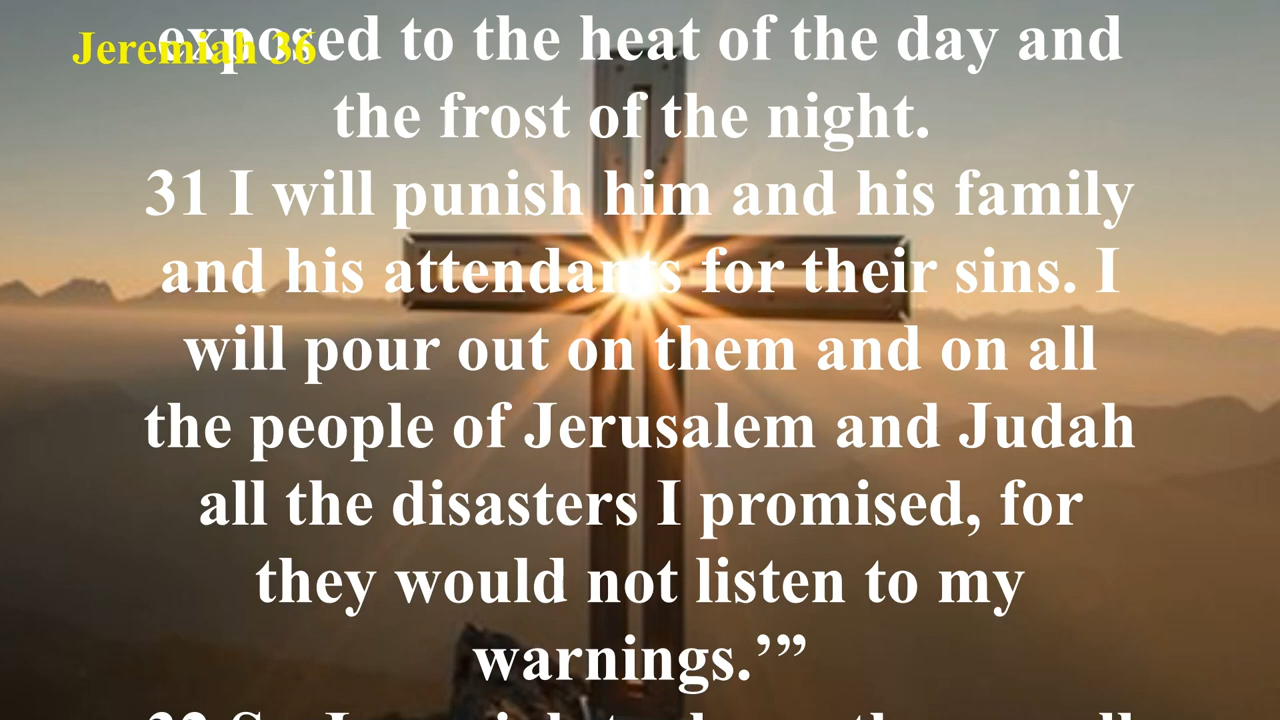 Jeremiah 36
exposed to the heat of the day and
the frost of the night.
31 I will punish him and his family
and his attendants for their sins. I
will pour out on them and on all
the people of Jerusalem and Judah
all the disasters I promised, for
they would not listen to my
warnings.’”